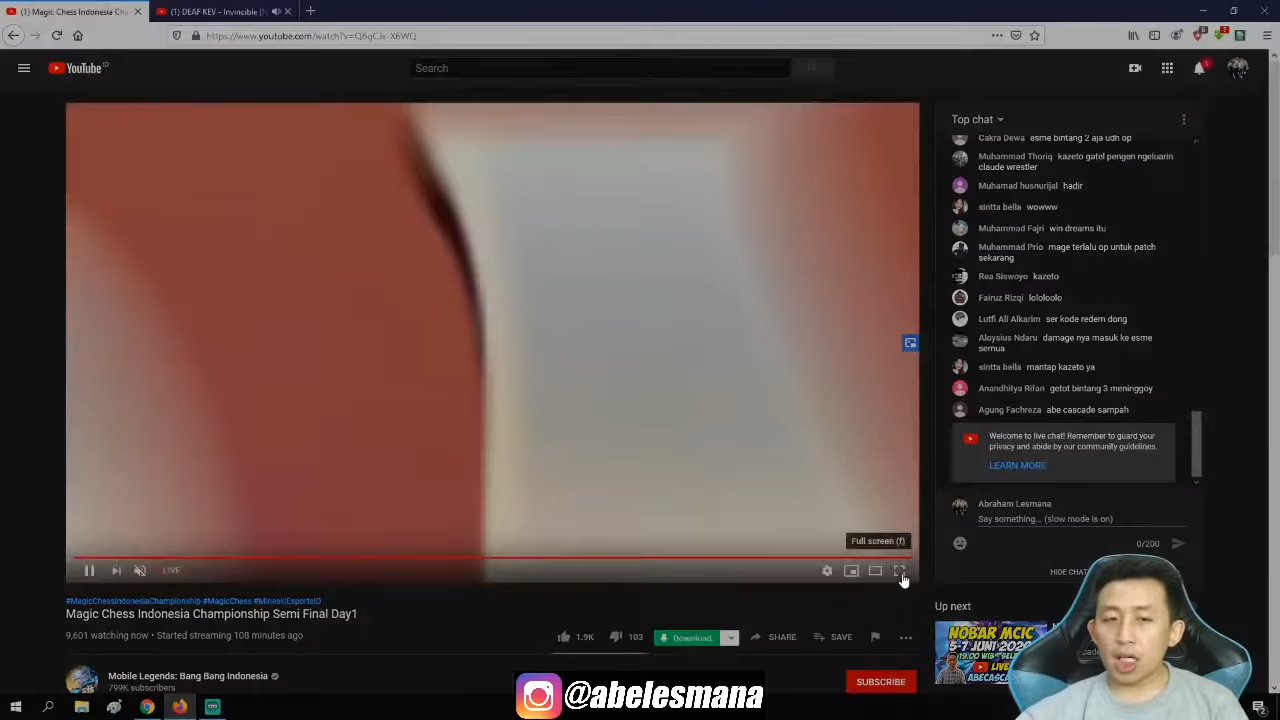 (1) Magic Chess Indonesia Ch
(1) DEAF KEV - Invincible [N
https://www.youtube.com/watch?v=
YouTube ID
Search
Top chat
Cakra Dewa esme bintang 2 aja udh op
Muhammad Thoriq kazeto gatel pengen ngeluarin
claude wrestler
Muhamad husnurijal hadir
sintta bella wowww
Muhammad Fajri win dreams itu
Muhammad Prio mage terlalu op untuk patch
sekarang
Rea Siswoyo kazeto
Fairuz Rizqi lololoolo
Lutfi Ali Alkarim ser kode redem dong
Aloysius Ndaru damage nya masuk ke esme
semua
sintta bella mantap kazeto ya
Anandhitya Rifan getot bintang 3 meninggoy
Agung Fachreza abe cascade sampah
Welcome to live chat! Remember to guard your
privacy and abide by our community guidelines.
LEARN MORE
Abraham Lesmana
Say something... (slow mode is on)
0/200
HIDE CHAT
Full screen (f)
LIVE
#MagicChessIndonesiaChampionship #MagicChess #MineskiEsportsID
Magic Chess Indonesia Championship Semi Final Day1
9,601 watching now • Started streaming 108 minutes ago
1.9K
103
Download
SHARE
SAVE
Up next
NOBAR MCIC
5-7 JUNI 2020
LIVE
Mobile Legends: Bang Bang Indonesia
799K subscribers
SUBSCRIBE
@abelesmana